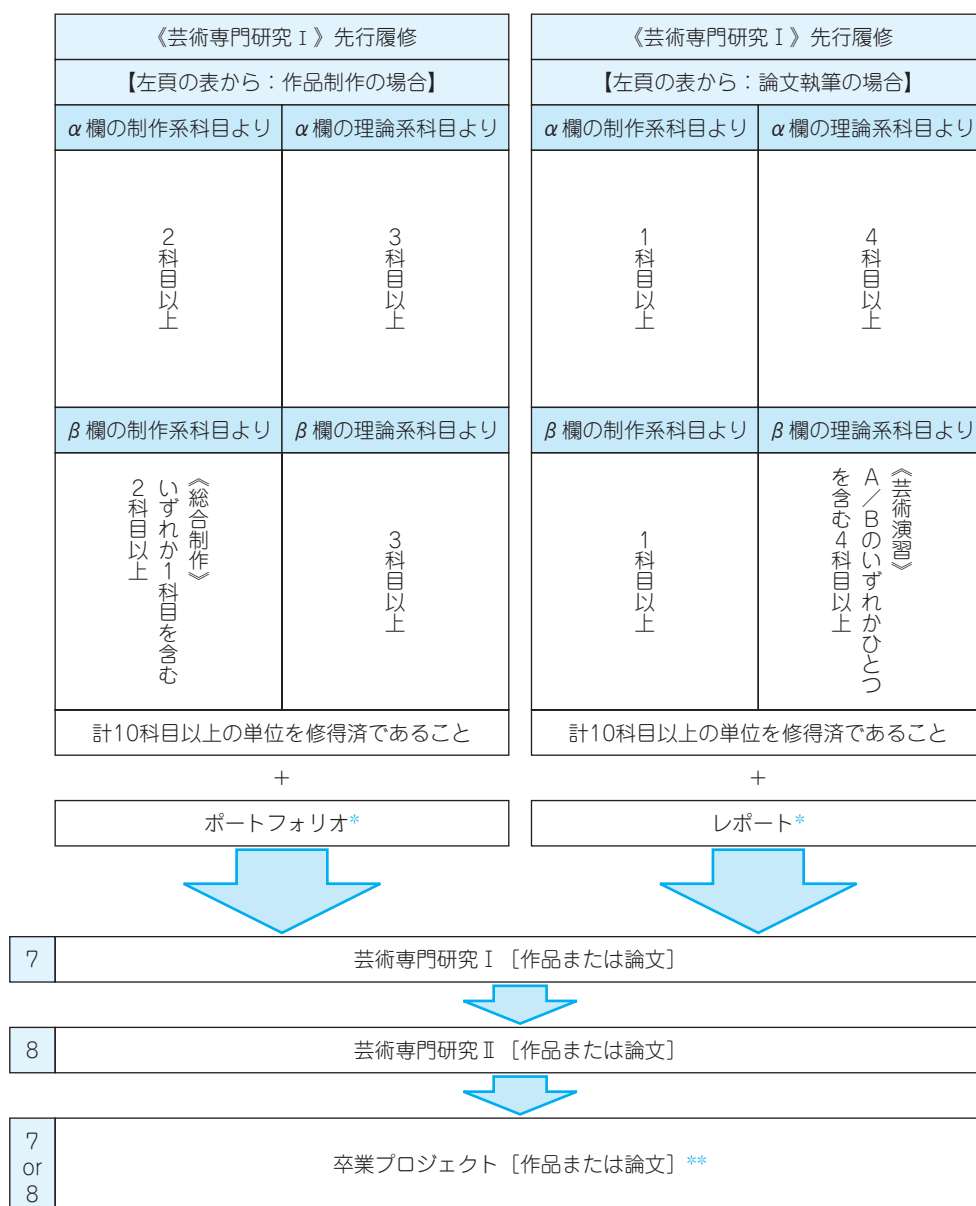 《芸術専門研究Ⅰ》先行履修
【左頁の表から：作品制作の場合】
α欄の制作系科目より
α欄の理論系科目より
2科目以上
3科目以上
β欄の制作系科目より
β欄の理論系科目より
《総合制作》
いずれか1科目を含む
2科目以上
3科目以上
計10科目以上の単位を修得済であること
+
ポートフォリオ*
《芸術専門研究Ⅰ》先行履修
【左頁の表から：論文執筆の場合】
α欄の制作系科目より
α欄の理論系科目より
1科目以上
4科目以上
β欄の制作系科目より
β欄の理論系科目より
1科目以上
《芸術演習》
A／Bのいずれかひとつ
を含む4科目以上
計10科目以上の単位を修得済であること
+
レポート*
7
芸術専門研究Ⅰ［作品または論文］
8
芸術専門研究Ⅱ［作品または論文］
7
or
8
卒業プロジェクト［作品または論文］**